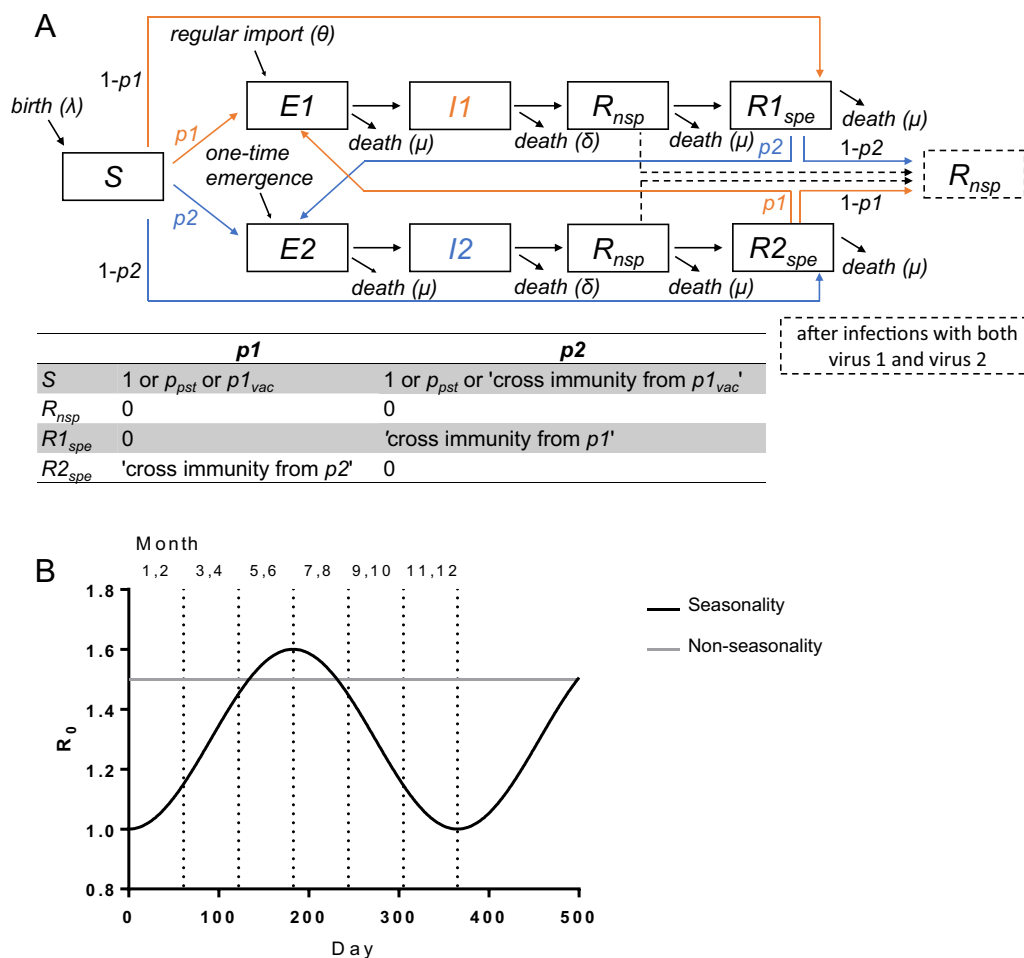 A
regular import (θ)
1-p1
birth (λ)
E1
I1
Rnsp
R1spe
death (μ)
p1
death (μ)
death (δ)
death (μ)
p2
1-p2
one-time
emergence
S
Rnsp
p2
p1
1-p1
E2
I2
Rnsp
R2spe
1-p2
death (μ)
death (μ)
death (δ)
death (μ)
after infections with both
virus 1 and virus 2
p1 p2
S 1 or ppst or p1vac 1 or ppst or 'cross immunity from p1vac'
Rnsp 0 0
R1spe 0 'cross immunity from p1'
R2spe 'cross immunity from p2' 0
B
Month
1,2 3,4 5,6 7,8 9,10 11,12
1.8
1.6
1.4
1.2
1.0
0.8
R0
0 100 200 300 400 500
Day
Seasonality
Non-seasonality